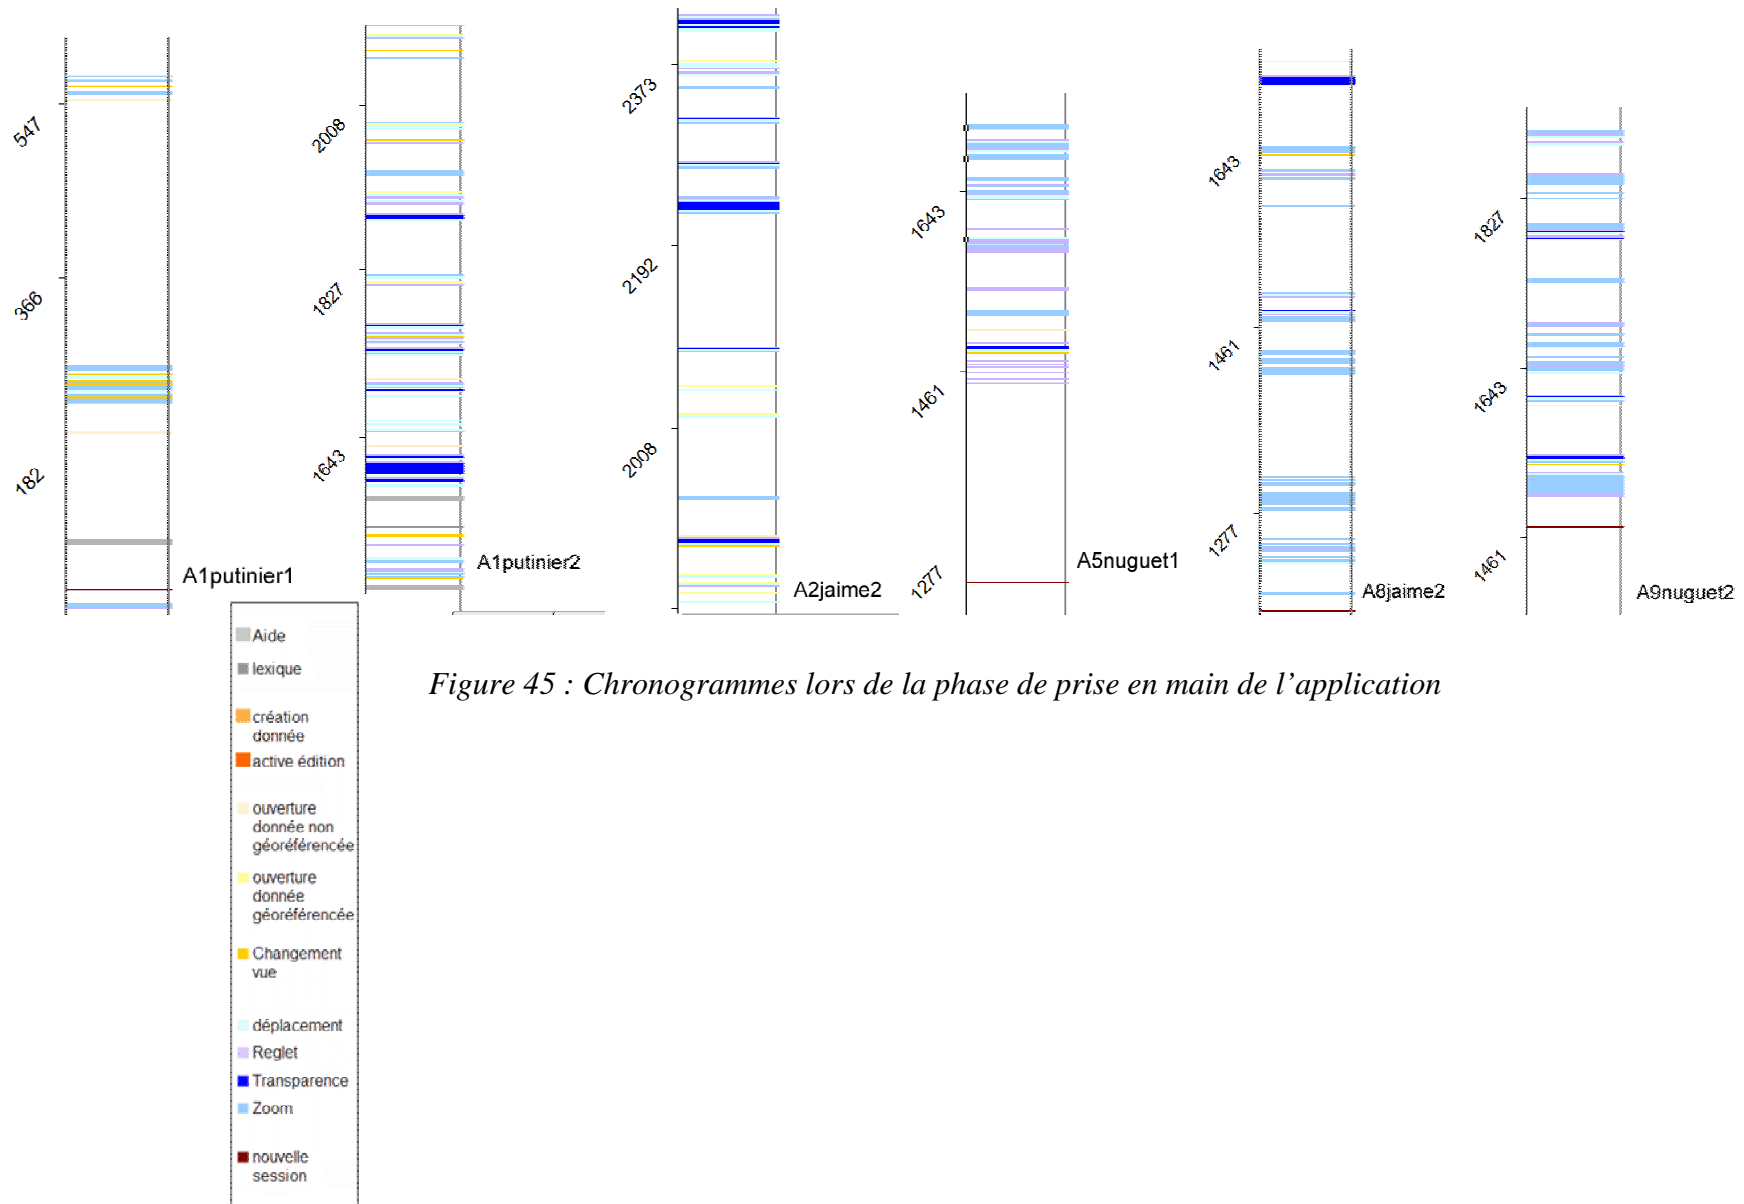 547
366
182
A1putinier1
2008
1827
1643
A1putinier2
2373
2192
2008
A2jaime2
1643
1461
1277
A5nuguet1
1643
1461
1277
A8jaime2
1827
1643
1461
A9nuguet2
Aide
lexique
création
donnée
active édition
ouverture
donnée non
géoréférencée
ouverture
donnée
géoréférencée
Changement
vue
déplacement
Reglet
Transparence
Zoom
nouvelle
session
Figure 45 : Chronogrammes lors de la phase de prise en main de l'application